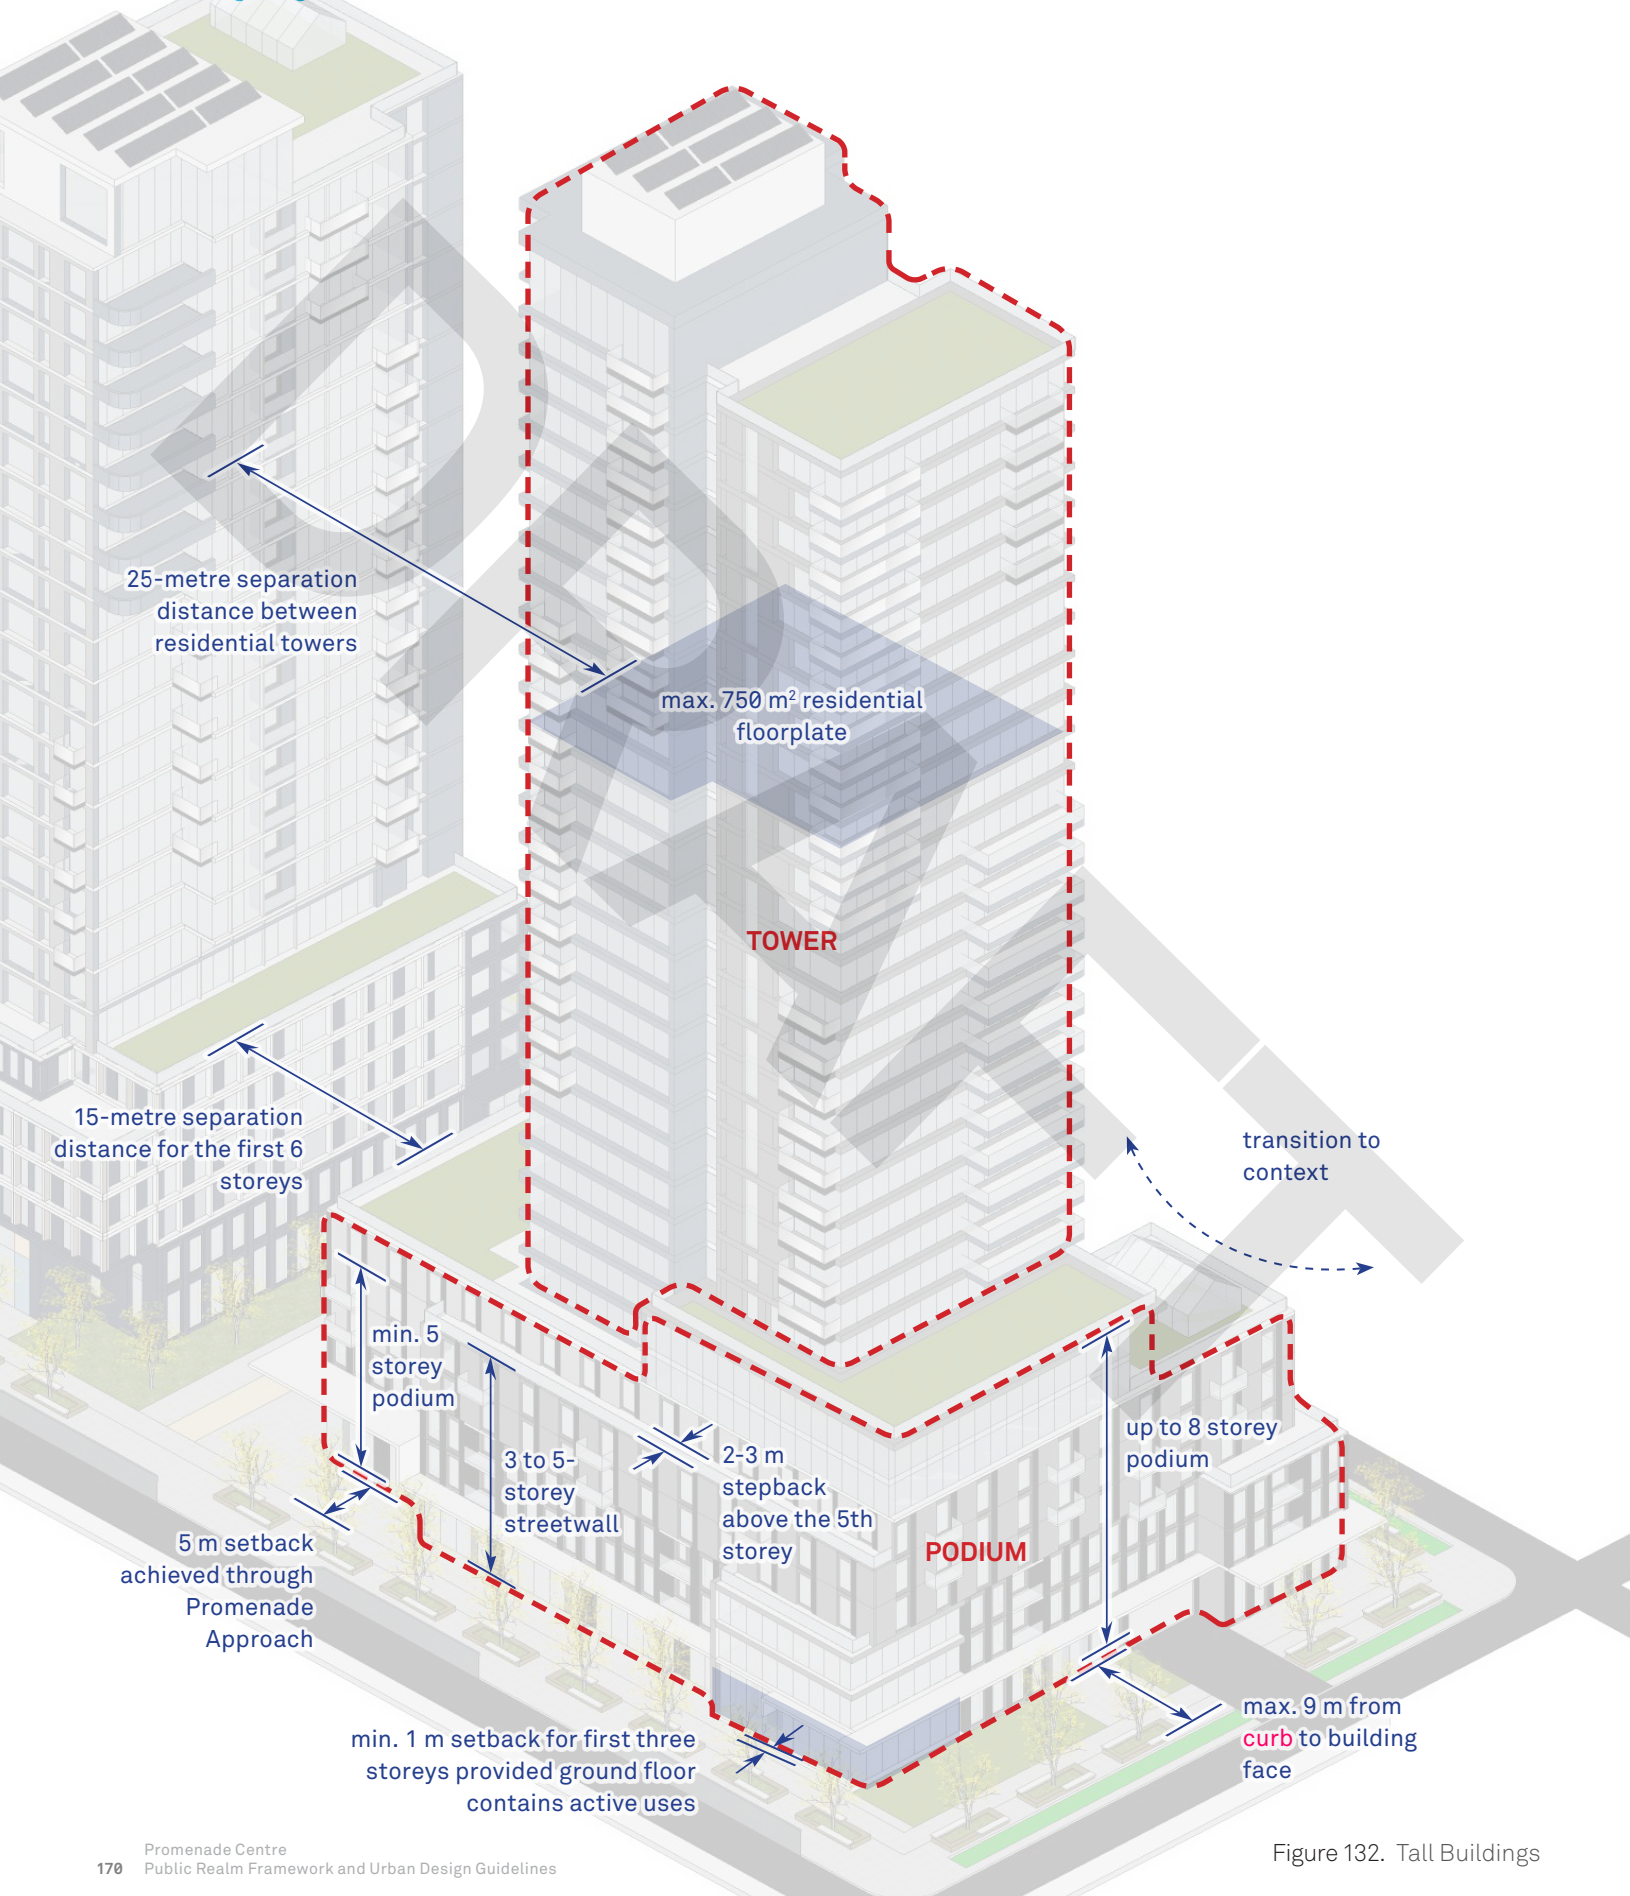 25-metre separation
distance between
residential towers
max. 750 m² residential
floorplate
TOWER
15-metre separation
distance for the first 6
storeys
transition to
context
min. 5
storey
podium
3 to 5-
storey
streetwall
2-3 m
stepback
above the 5th
storey
up to 8 storey
podium
PODIUM
5 m setback
achieved through
Promenade
Approach
min. 1 m setback for first three
storeys provided ground floor
contains active uses
max. 9 m from
curb to building
face
DRAFT
Figure 132. Tall Buildings
Promenade Centre
170 Public Realm Framework and Urban Design Guidelines